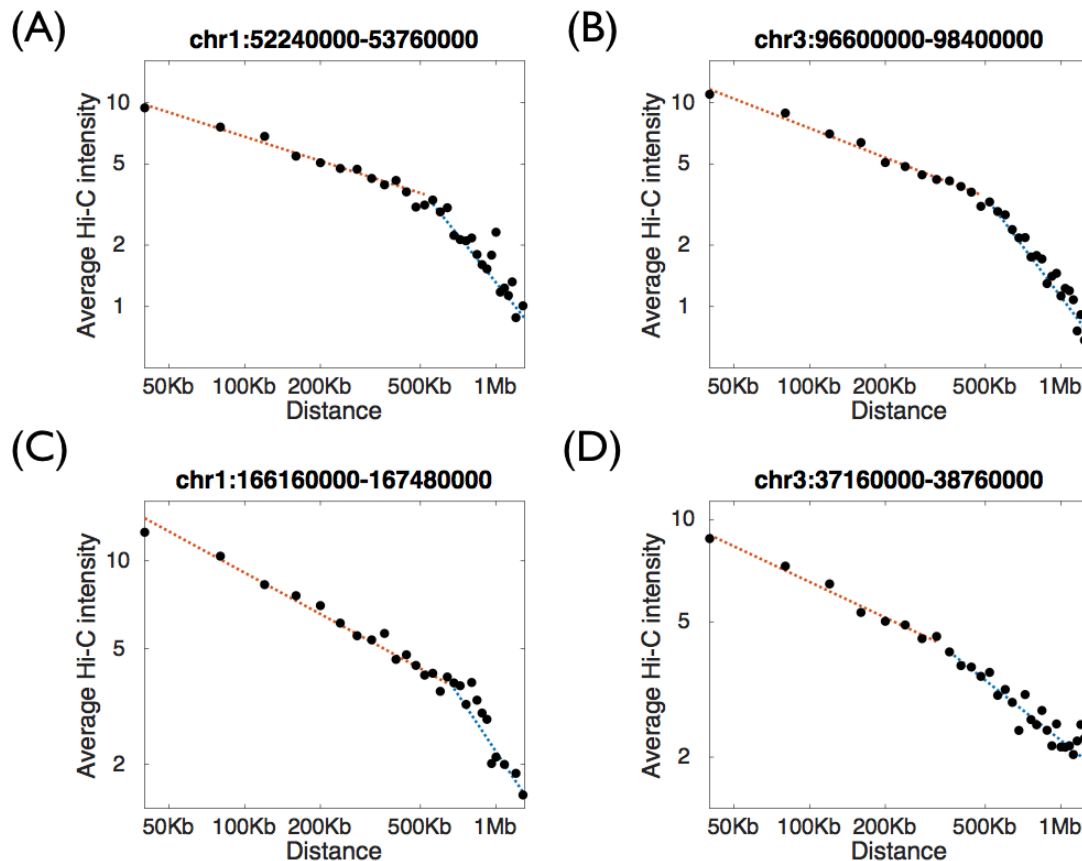 (A)
chr1:52240000-53760000
Average Hi-C intensity
10
5
2
1
50Kb 100Kb 200Kb 500Kb 1Mb
Distance
(B)
chr3:96600000-98400000
Average Hi-C intensity
10
5
2
1
50Kb 100Kb 200Kb 500Kb 1Mb
Distance
(C)
chr1:166160000-167480000
Average Hi-C intensity
10
5
2
50Kb 100Kb 200Kb 500Kb 1Mb
Distance
(D)
chr3:37160000-38760000
Average Hi-C intensity
10
5
2
50Kb 100Kb 200Kb 500Kb 1Mb
Distance